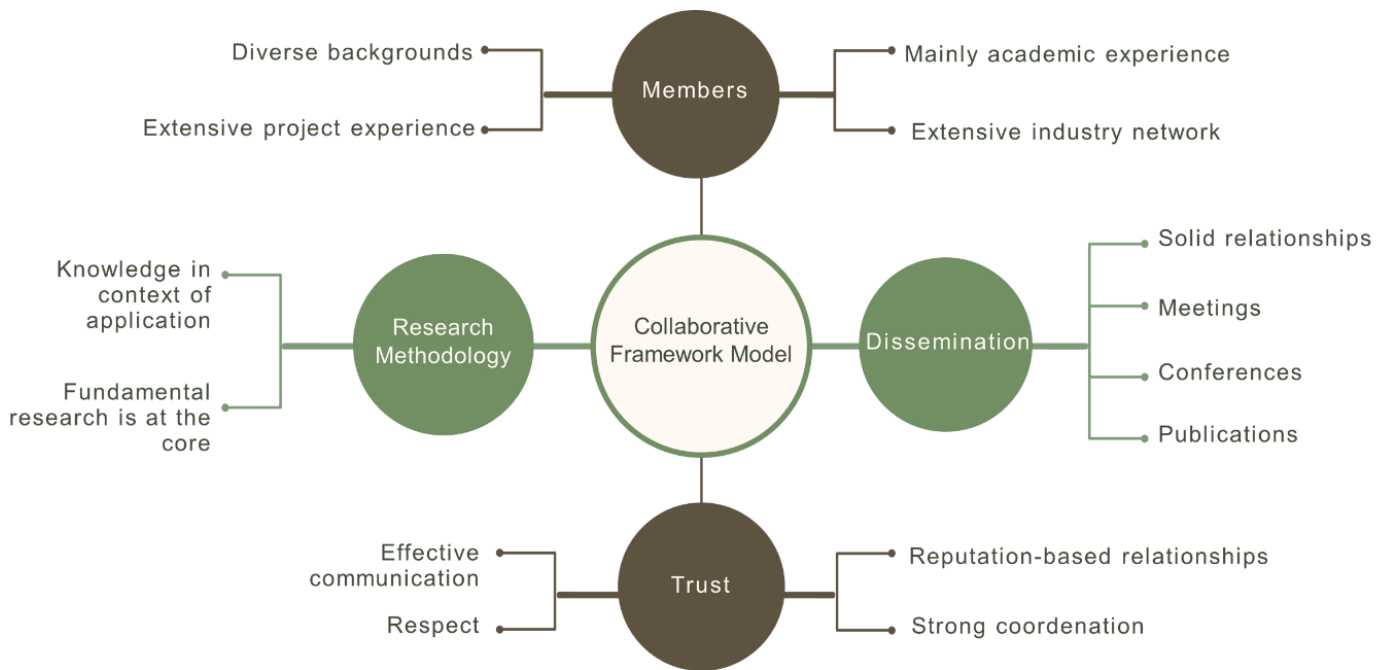 Diverse backgrounds
Extensive project experience
Members
Mainly academic experience
Extensive industry network
Knowledge in
context of
application
Fundamental
research is at the
core
Research
Methodology
Collaborative
Framework Model
Dissemination
Solid relationships
Meetings
Conferences
Publications
Effective
communication
Respect
Trust
Reputation-based relationships
Strong coordenation